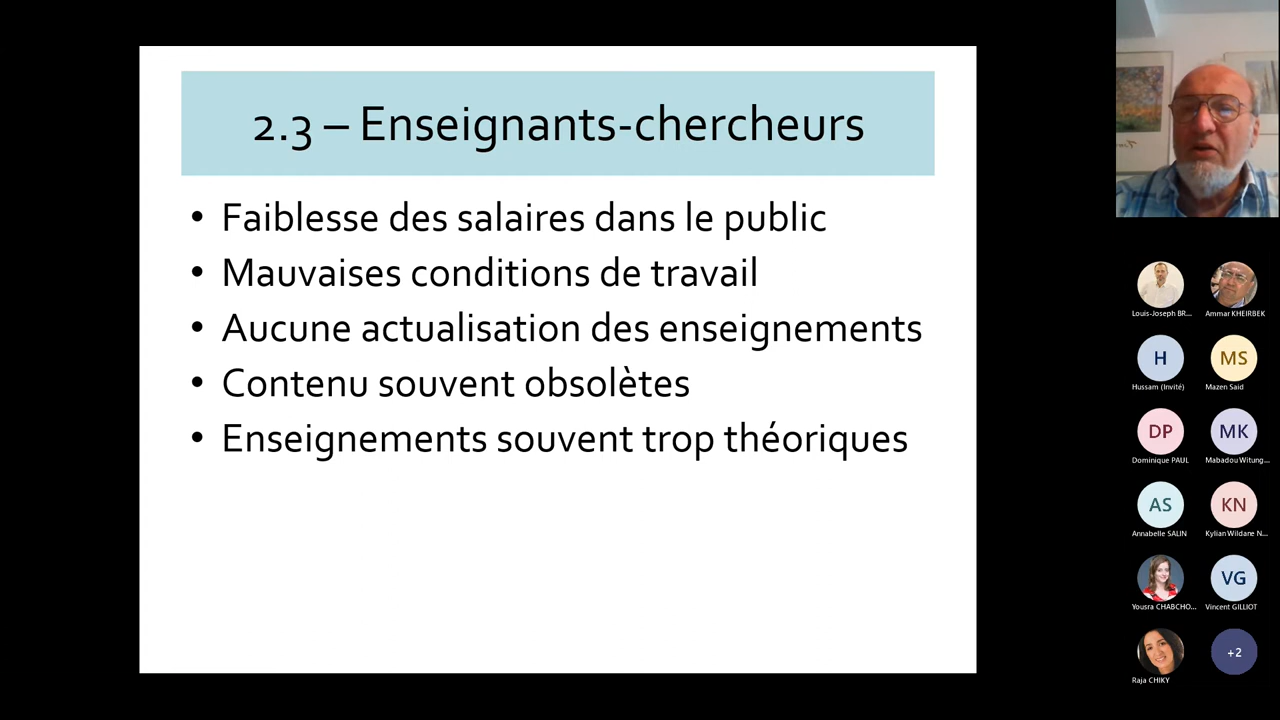 2.3 – Enseignants-chercheurs
• Faiblesse des salaires dans le public
• Mauvaises conditions de travail
• Aucune actualisation des enseignements
• Contenu souvent obsolètes
• Enseignements souvent trop théoriques
Louis-Joseph BR...
Ammar KHEIRBEK
H
MS
Hussam (Invité)
Mazen Said
DP
MK
Dominique PAUL
Mabadou Witung...
AS
KN
Annabelle SALIN
Kylian Wildane N...
VG
Yousra CHABCHO...
Vincent GILLIOT
+2
Raja CHIKY